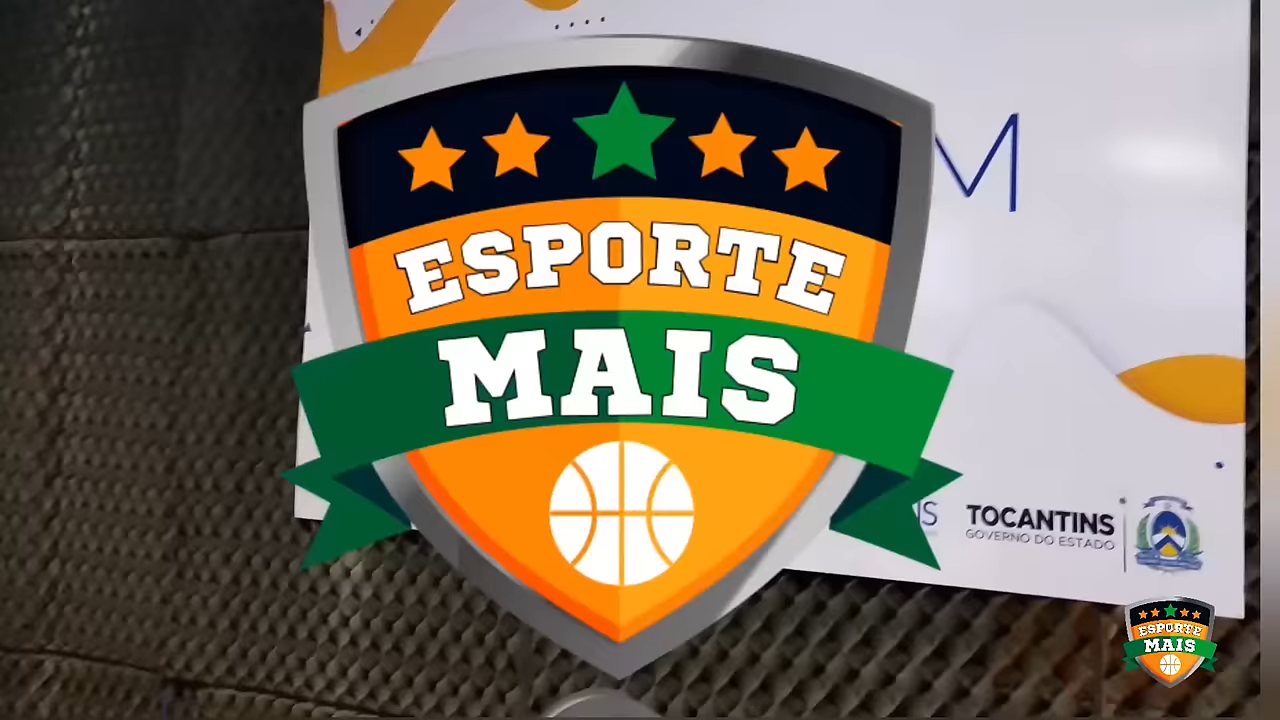 ESPORTE
MAIS
M
S
TOCANTINS
GOVERNO DO ESTADO
ESPORTE
MAIS